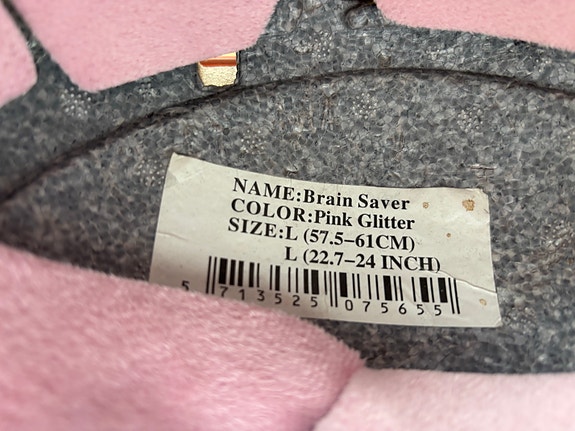 NAME:Brain Saver
COLOR:Pink Glitter
SIZE:L (57.5–61CM)
L (22.7–24 INCH)
5 713525 075655